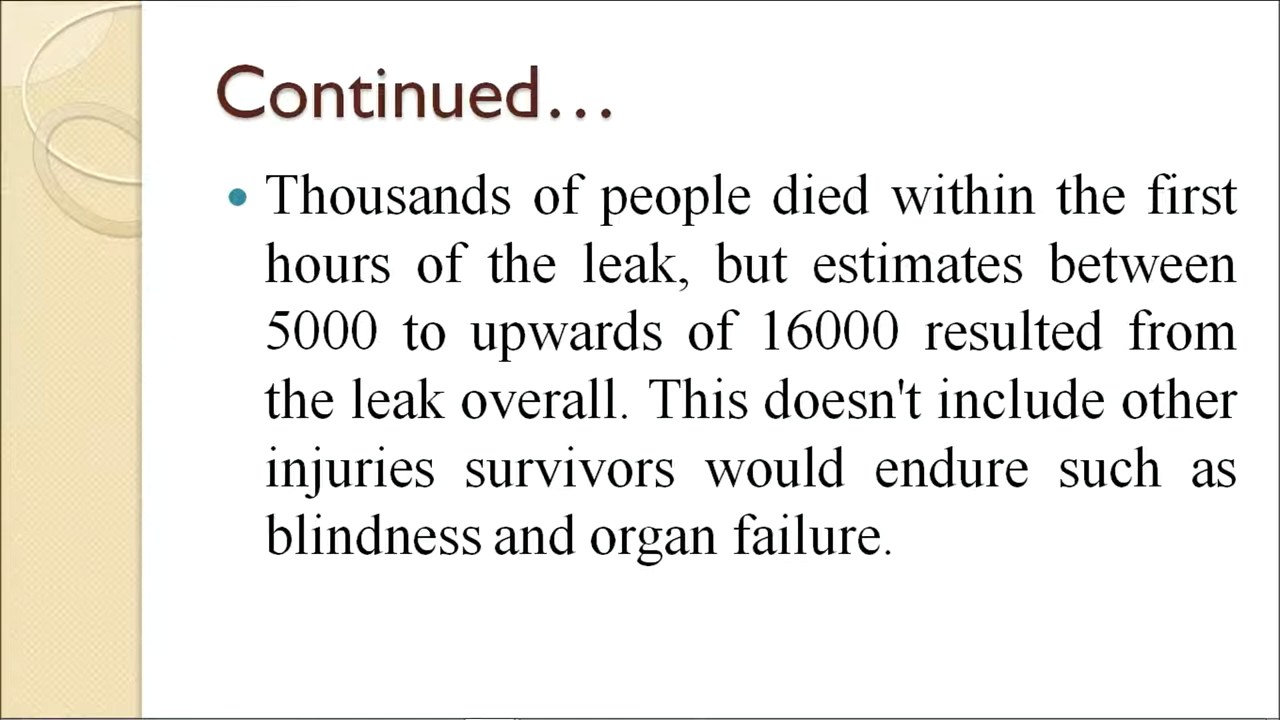 Continued…
• Thousands of people died within the first
hours of the leak, but estimates between
5000 to upwards of 16000 resulted from
the leak overall. This doesn't include other
injuries survivors would endure such as
blindness and organ failure.